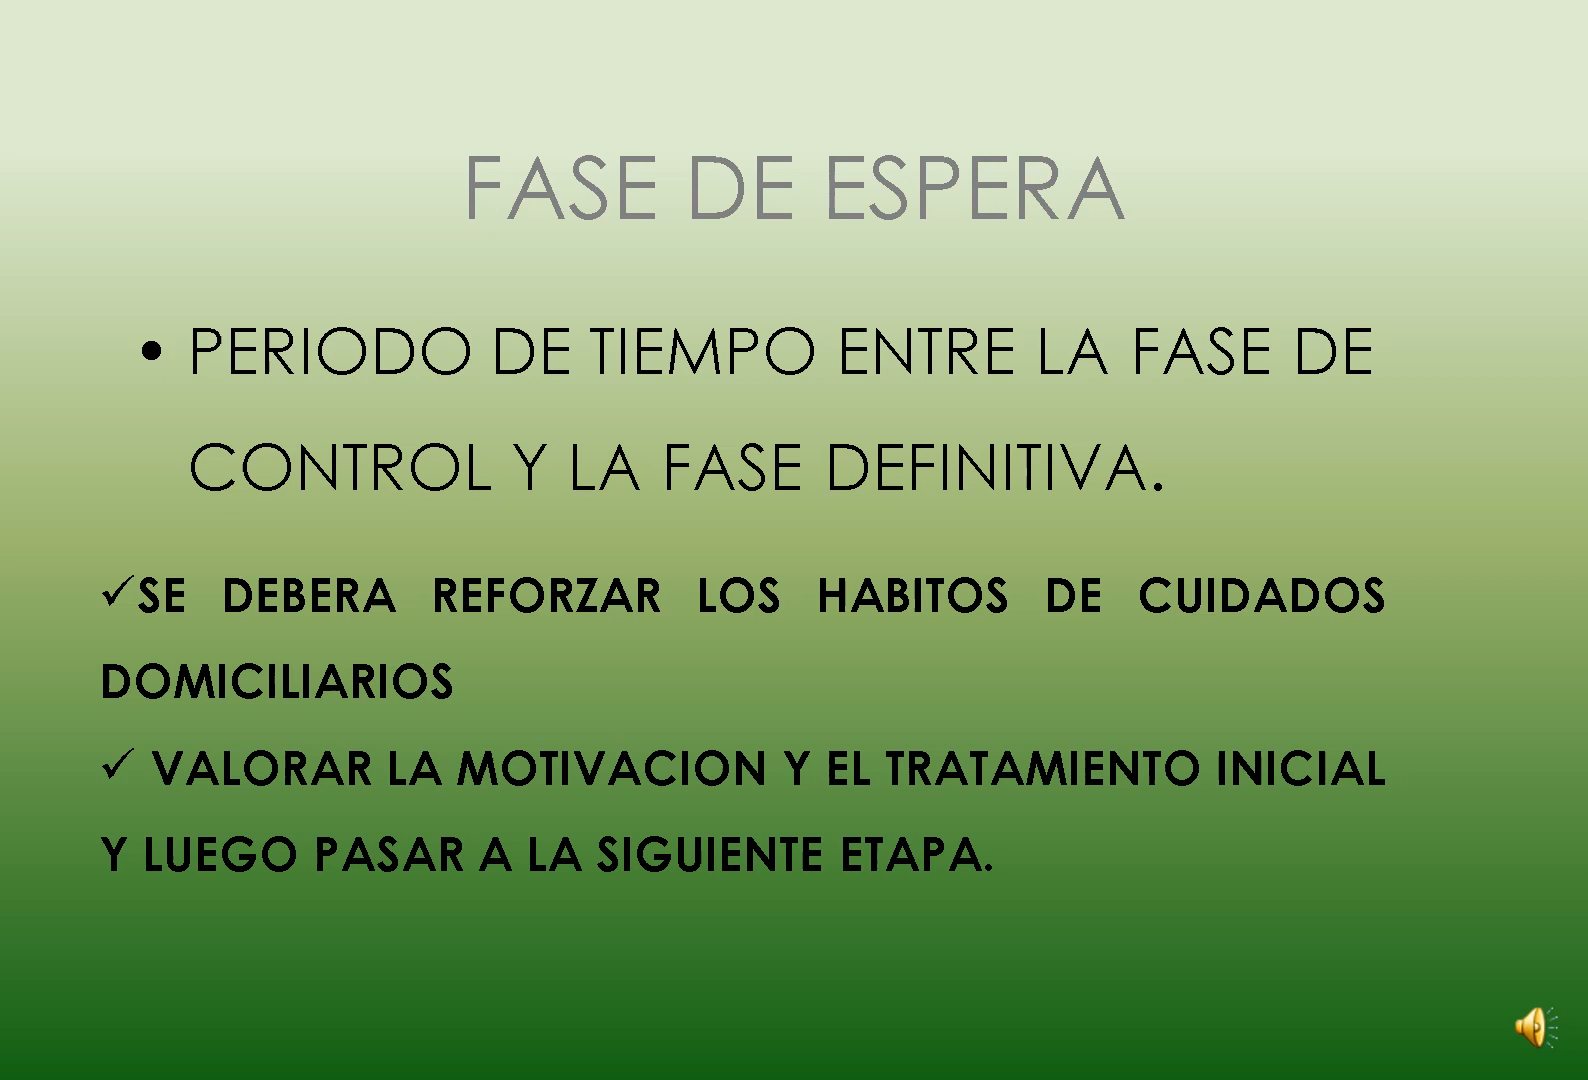 FASE DE ESPERA
• PERIODO DE TIEMPO ENTRE LA FASE DE
CONTROL Y LA FASE DEFINITIVA.
✓SE DEBERA REFORZAR LOS HABITOS DE CUIDADOS
DOMICILIARIOS
✓ VALORAR LA MOTIVACION Y EL TRATAMIENTO INICIAL
Y LUEGO PASAR A LA SIGUIENTE ETAPA.